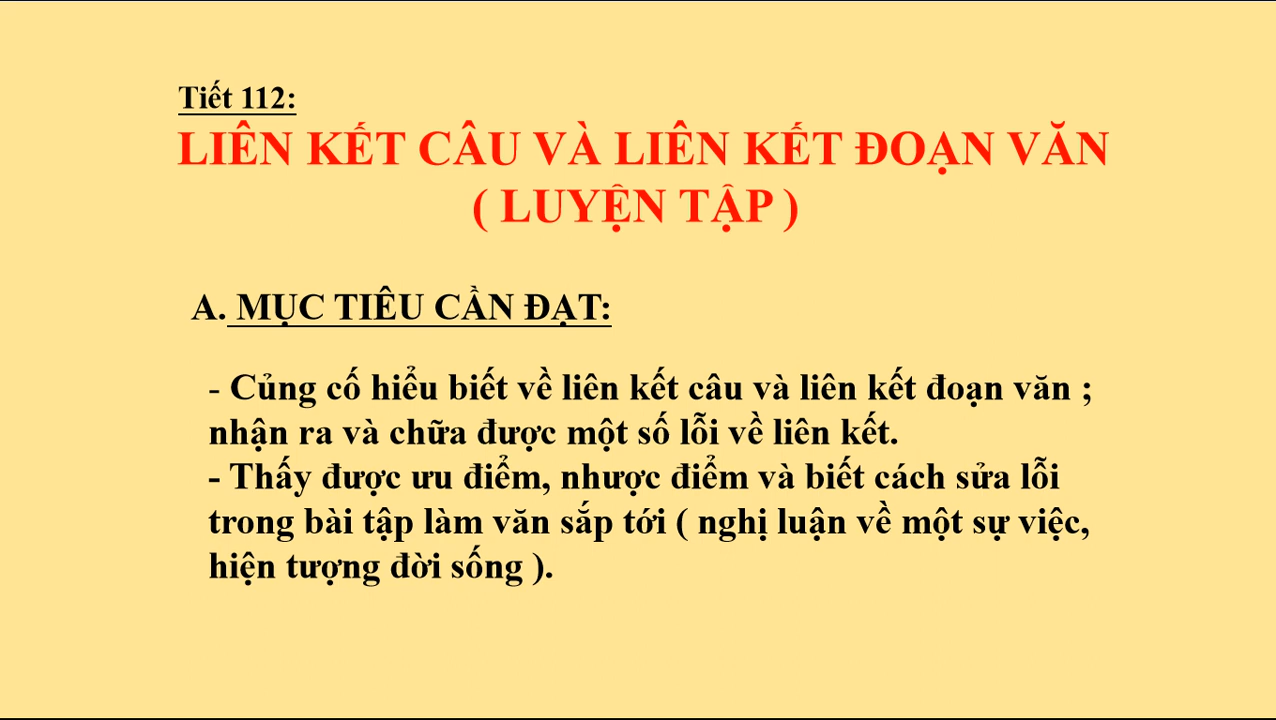 Tiết 112:
LIÊN KẾT CÂU VÀ LIÊN KẾT ĐOẠN VĂN
( LUYỆN TẬP )
A. MỤC TIÊU CẦN ĐẠT:
- Củng cố hiểu biết về liên kết câu và liên kết đoạn văn ;
nhận ra và chữa được một số lỗi về liên kết.
- Thấy được ưu điểm, nhược điểm và biết cách sửa lỗi
trong bài tập làm văn sắp tới ( nghị luận về một sự việc,
hiện tượng đời sống ).